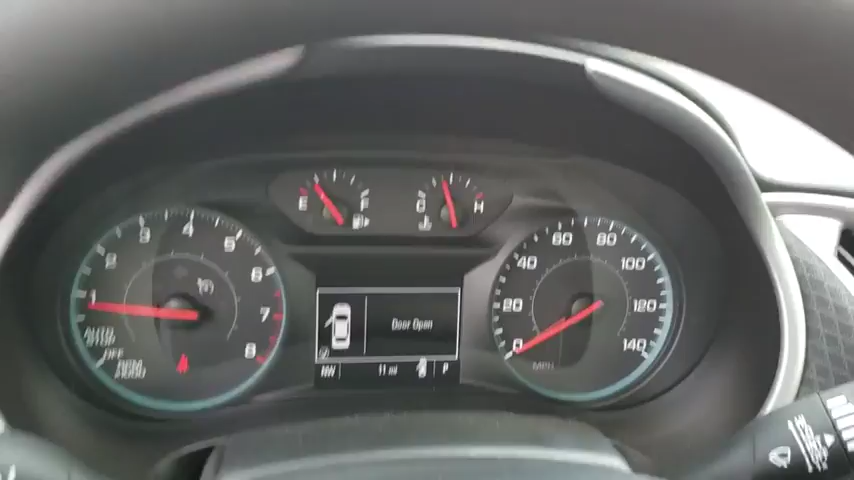 E F
C H
1 2 3 4 5 6 7 8
AUTO STOP
OFF
RPM
x1000
0 20 40 60 80 100 120 140
MPH
Door Open
NW 11 mi P